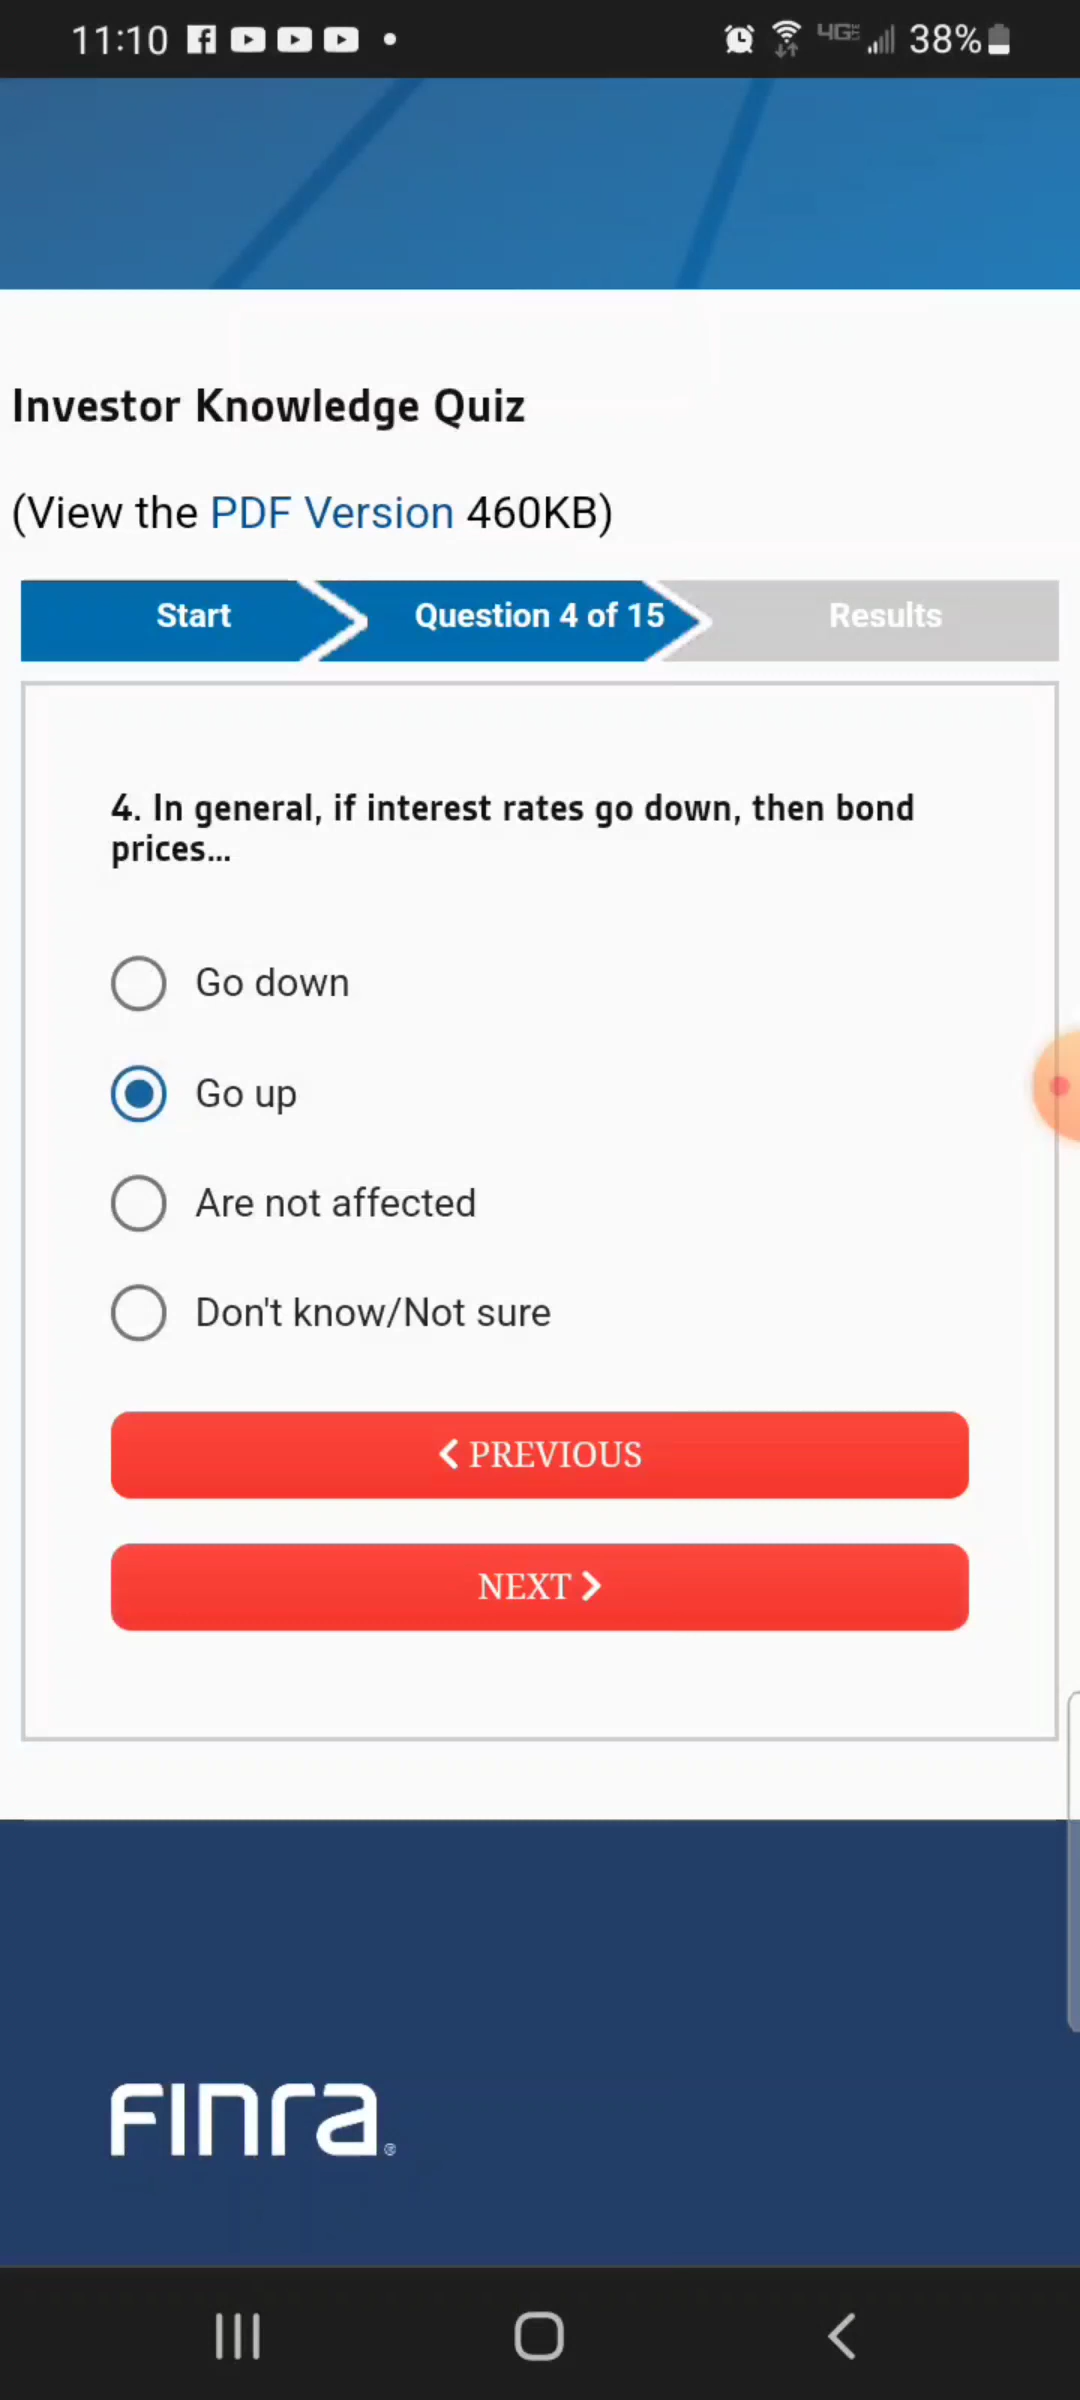 11:10 38%
Investor Knowledge Quiz
(View the PDF Version 460KB)
Start Question 4 of 15 Results
4. In general, if interest rates go down, then bond
prices...
Go down
Go up
Are not affected
Don't know/Not sure
PREVIOUS
NEXT
Finra®